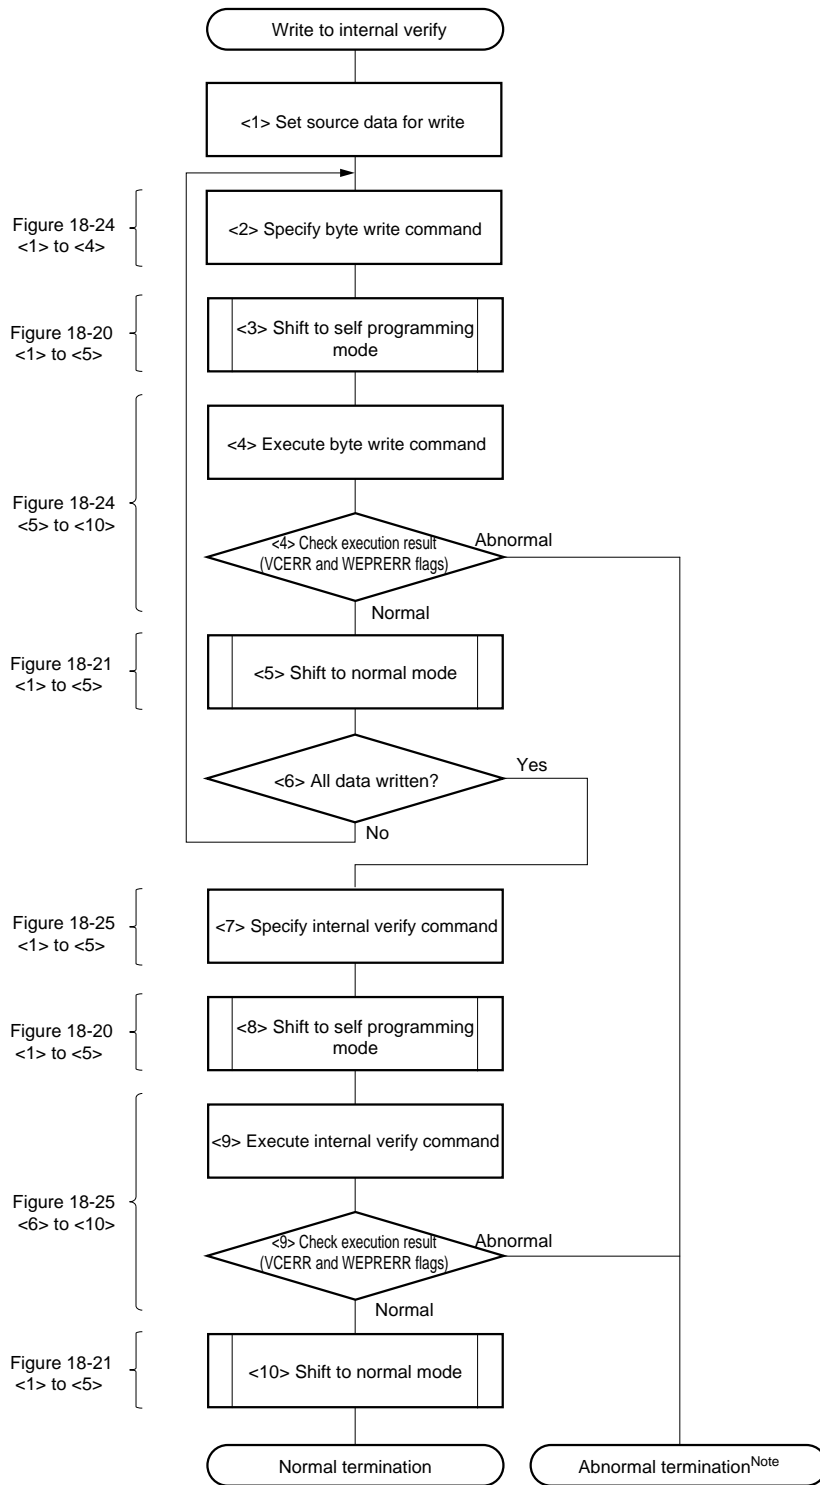 Write to internal verify
<1> Set source data for write
Figure 18-24
<1> to <4>
<2> Specify byte write command
Figure 18-20
<1> to <5>
<3> Shift to self programming
mode
<4> Execute byte write command
Figure 18-24
<5> to <10>
<4> Check execution result
(VCERR and WEPRERR flags)
Abnormal
Normal
Figure 18-21
<1> to <5>
<5> Shift to normal mode
<6> All data written?
Yes
No
Figure 18-25
<1> to <5>
<7> Specify internal verify command
Figure 18-20
<1> to <5>
<8> Shift to self programming
mode
<9> Execute internal verify command
Figure 18-25
<6> to <10>
<9> Check execution result
(VCERR and WEPRERR flags)
Abnormal
Normal
Figure 18-21
<1> to <5>
<10> Shift to normal mode
Normal termination
Abnormal termination Note